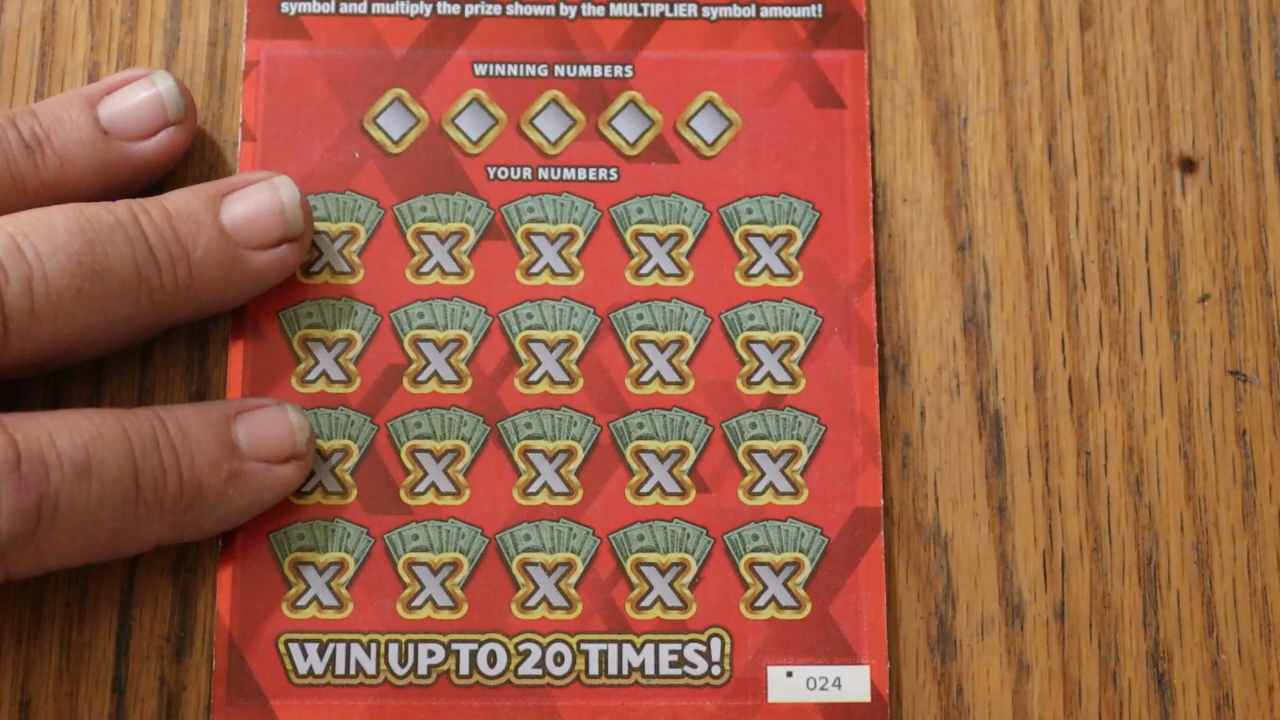 symbol and multiply the prize shown by the MULTIPLIER symbol amount!
WINNING NUMBERS
YOUR NUMBERS
X X X X X
X X X X X
X X X X X
X X X X X
WIN UP TO 20 TIMES!
024